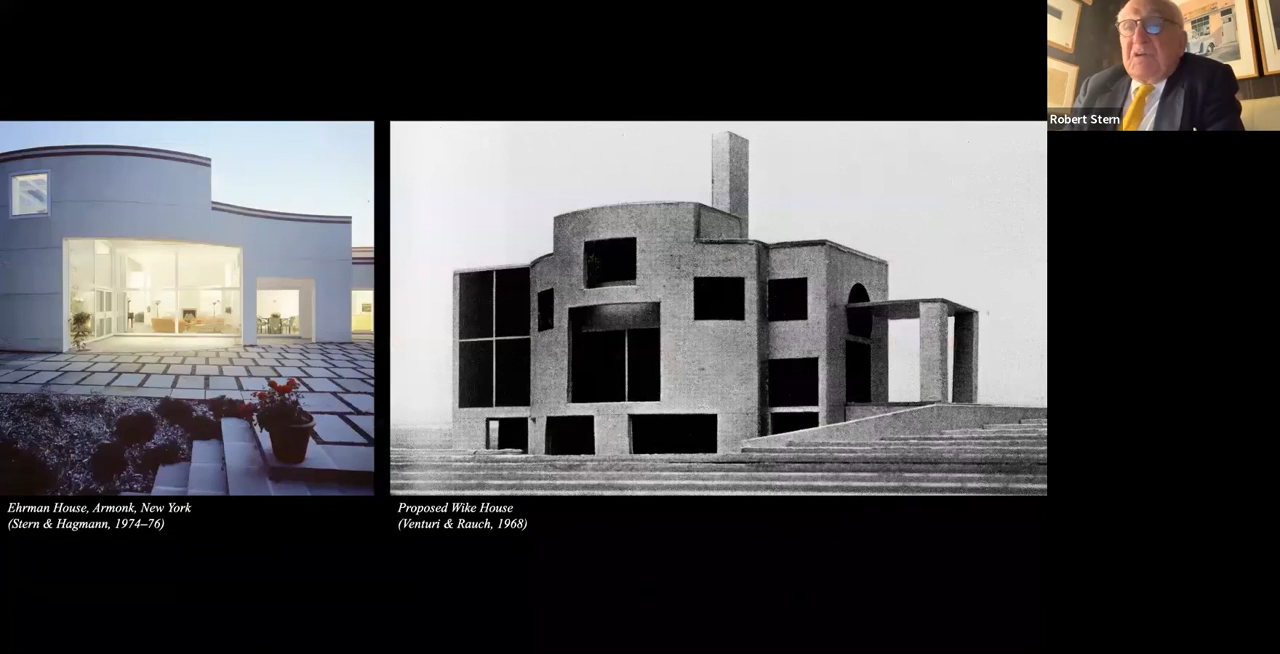 Robert Stern
Ehrman House, Armonk, New York
(Stern & Hagmann, 1974–76)
Proposed Wike House
(Venturi & Rauch, 1968)